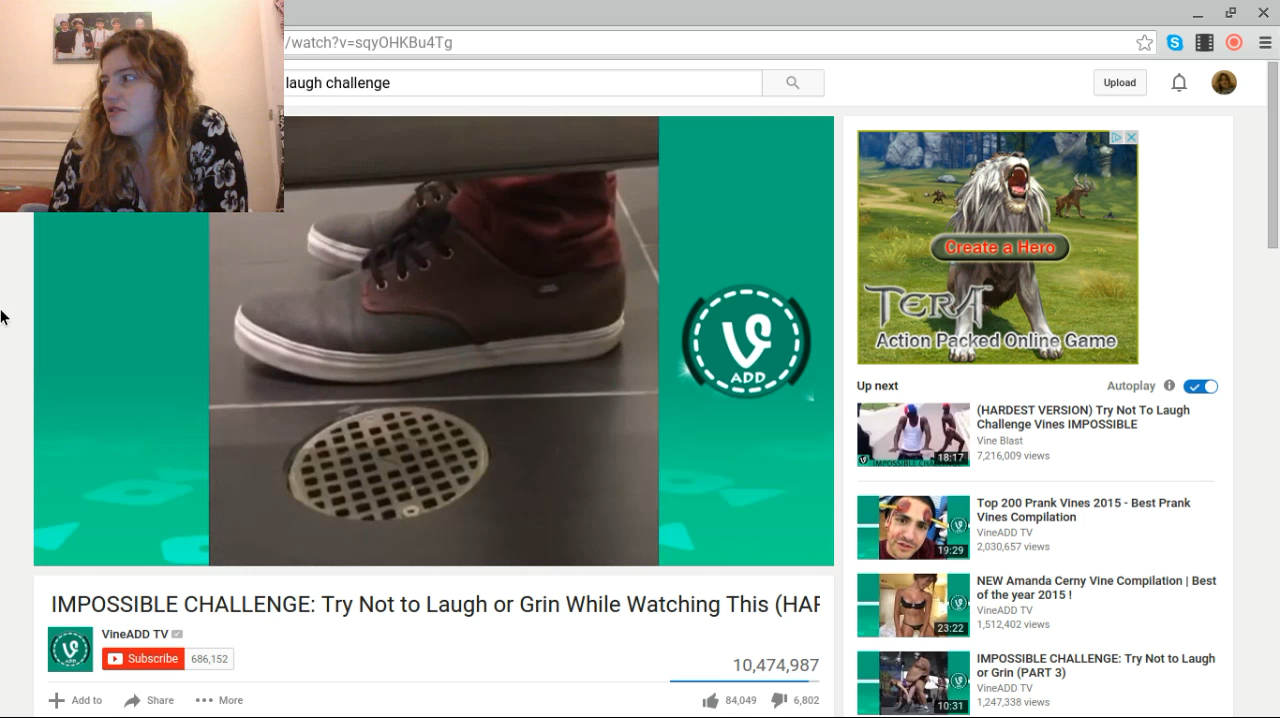 /watch?v=sqyOHKBu4Tg
laugh challenge
Upload
ADD
Create a Hero
TERA
Action Packed Online Game
Up next
Autoplay
(HARDEST VERSION) Try Not To Laugh
Challenge Vines IMPOSSIBLE
Vine Blast
7,216,009 views
18:17
IMPOSSIBLE CHALLENGE
Top 200 Prank Vines 2015 - Best Prank
Vines Compilation
VineADD TV
2,030,657 views
19:29
NEW Amanda Cerny Vine Compilation | Best
of the year 2015 !
VineADD TV
1,512,402 views
23:22
IMPOSSIBLE CHALLENGE: Try Not to Laugh
or Grin (PART 3)
VineADD TV
1,247,338 views
10:31
IMPOSSIBLE CHALLENGE: Try Not to Laugh or Grin While Watching This (HAR
VineADD TV
Subscribe 686,152
10,474,987
Add to Share More 84,049 6,802